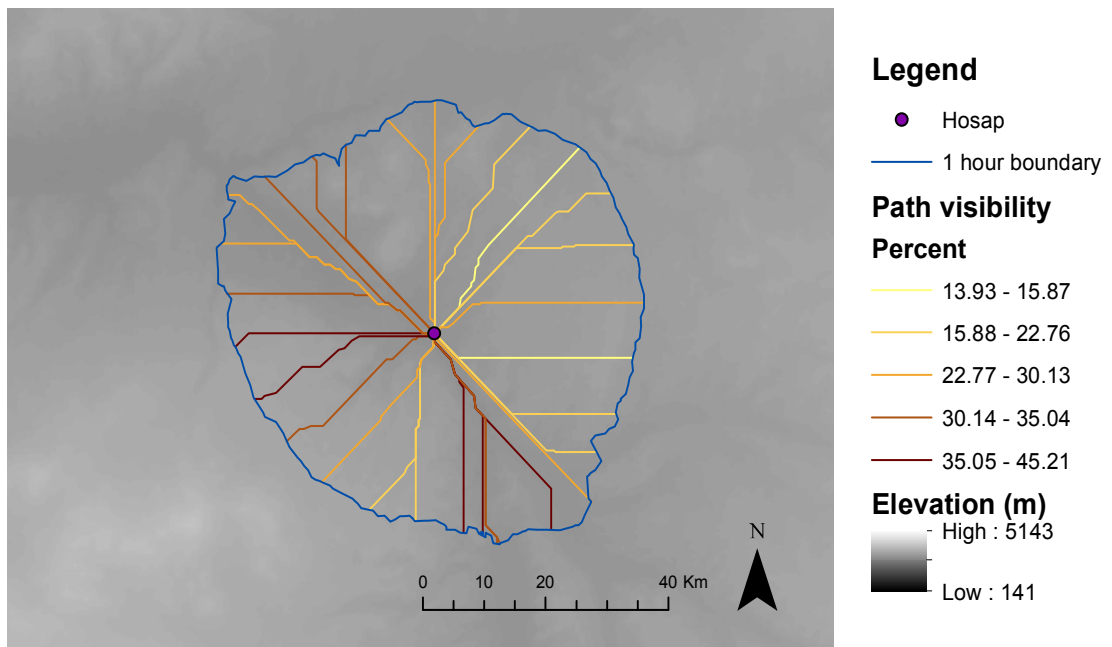 Legend
Hosap
1 hour boundary
Path visibility
Percent
13.93 - 15.87
15.88 - 22.76
22.77 - 30.13
30.14 - 35.04
35.05 - 45.21
Elevation (m)
High : 5143
Low : 141
N
0 10 20 40 Km